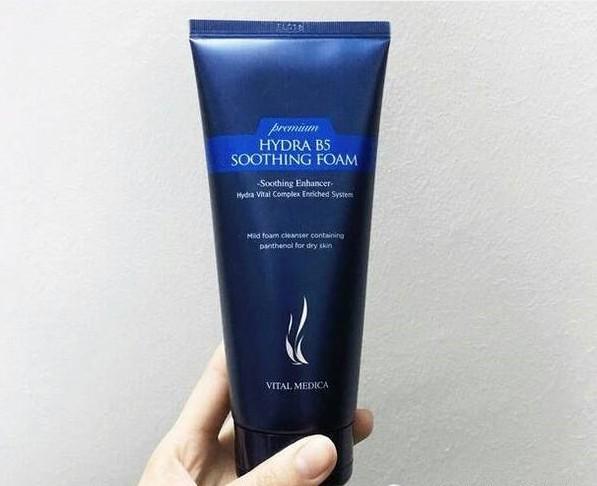 premium
HYDRA B5
SOOTHING FOAM
-Soothing Enhancer-
Hydra Vital Complex Enriched System
Mild foam cleanser containing
panthenol for dry skin
VITAL MEDICA